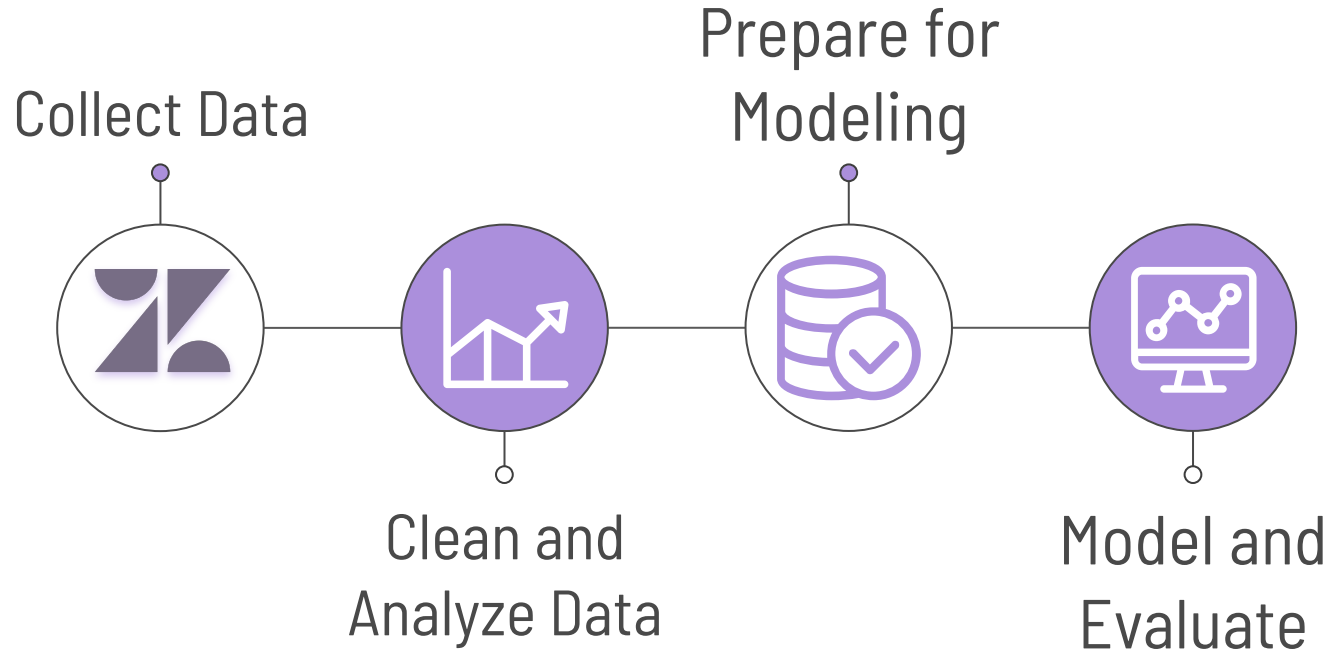 Collect Data
Clean and
Analyze Data
Prepare for
Modeling
Model and
Evaluate